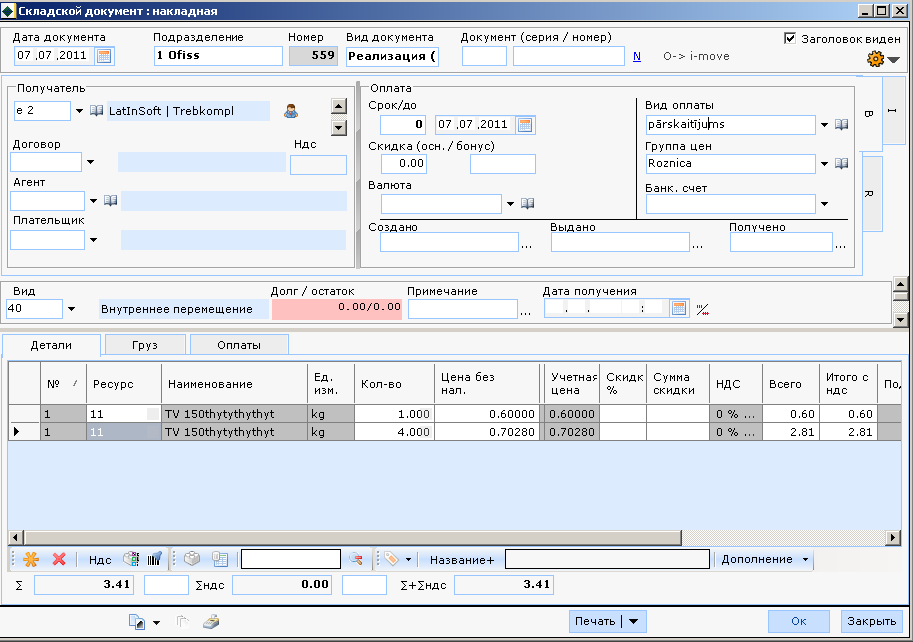 Складской документ : накладная
Дата документа Подразделение Номер Вид документа Документ (серия / номер) Заголовок виден
07 ,07 ,2011 1 Ofiss 559 Реализация ( N O-> i-move
Получатель Оплата
е 2 LatInSoft | Trebkompl
Срок/до Вид оплаты
0 07 ,07 ,2011 pārskaitījums
Договор Ндс Скидка (осн. / бонус) Группа цен
0.00 Roznica
Агент Валюта Банк. счет
Плательщик Создано ... Выдано ... Получено ...
B I
R
Вид Долг / остаток Примечание Дата получения
40 Внутреннее перемещение 0.00/0.00 ... . . :
Детали Груз Оплаты
№ / Ресурс Наименование Ед. изм. Кол-во Цена без нал. Учетная цена Скидк % Сумма скидки НДС Всего Итого с ндс
1 11 TV 150thytythythyt kg 1.000 0.60000 0.60000 0 % ... 0.60 0.60
1 11 TV 150thytythythyt kg 4.000 0.70280 0.70280 0 % ... 2.81 2.81
Ндс Название+ Дополнение
Σ 3.41 Σндс 0.00 Σ+Σндс 3.41
Печать | Ок Закрыть